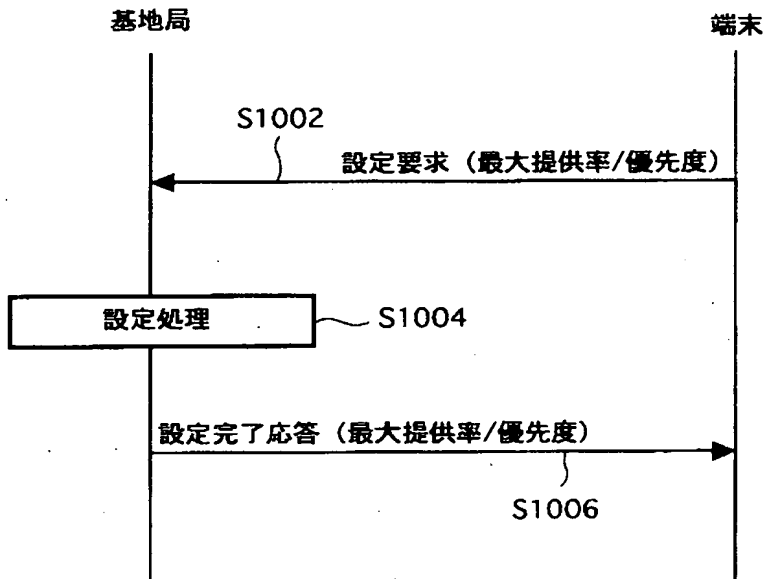 基地局
端末
S1002
設定要求（最大提供率/優先度）
設定処理
S1004
設定完了応答（最大提供率/優先度）
S1006